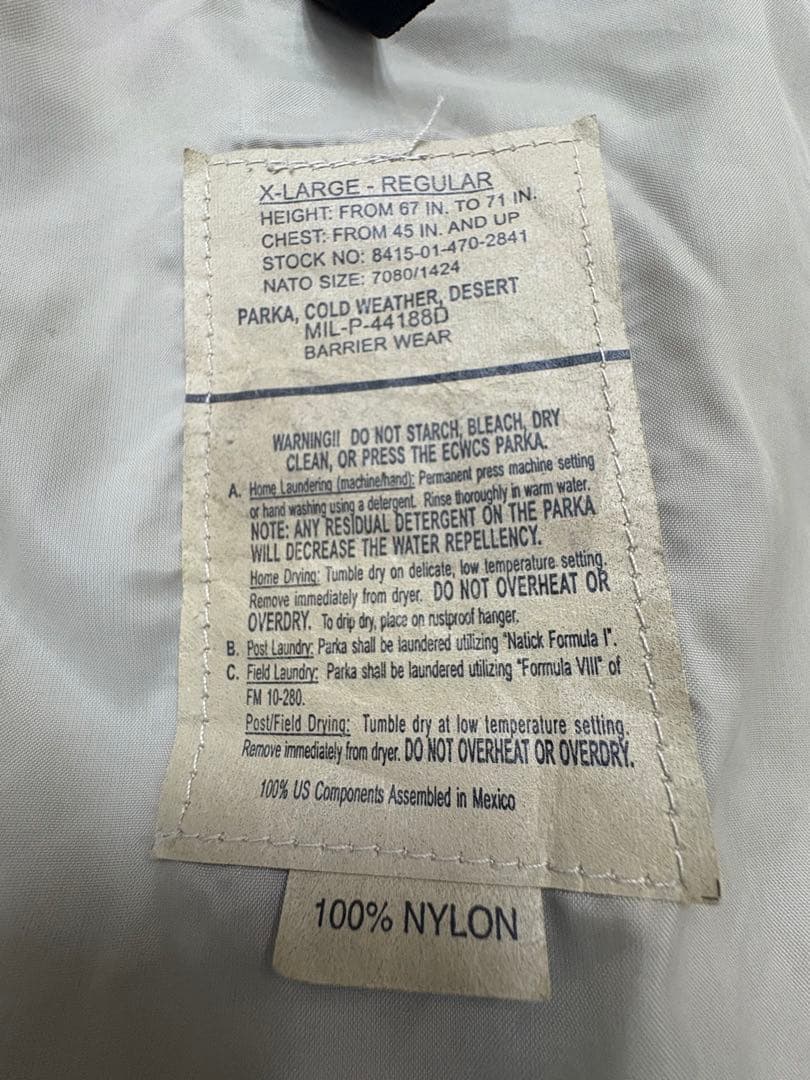 X-LARGE - REGULAR
HEIGHT: FROM 67 IN. TO 71 IN.
CHEST: FROM 45 IN. AND UP
STOCK NO: 8415-01-470-2841
NATO SIZE: 7080/1424
PARKA, COLD WEATHER, DESERT
MIL-P-44188D
BARRIER WEAR
WARNING!! DO NOT STARCH, BLEACH, DRY
CLEAN, OR PRESS THE ECWCS PARKA.
A. Home Laundering (machine/hand): Permanent press machine setting
or hand washing using a detergent. Rinse thoroughly in warm water.
NOTE: ANY RESIDUAL DETERGENT ON THE PARKA
WILL DECREASE THE WATER REPELLENCY.
Home Drying: Tumble dry on delicate, low temperature setting.
Remove immediately from dryer. DO NOT OVERHEAT OR
OVERDRY. To drip dry, place on rustproof hanger.
B. Post Laundry: Parka shall be laundered utilizing "Natick Formula I".
C. Field Laundry: Parka shall be laundered utilizing "Formula VIII" of
FM 10-280.
Post/Field Drying: Tumble dry at low temperature setting.
Remove immediately from dryer. DO NOT OVERHEAT OR OVERDRY.
100% US Components Assembled in Mexico
100% NYLON